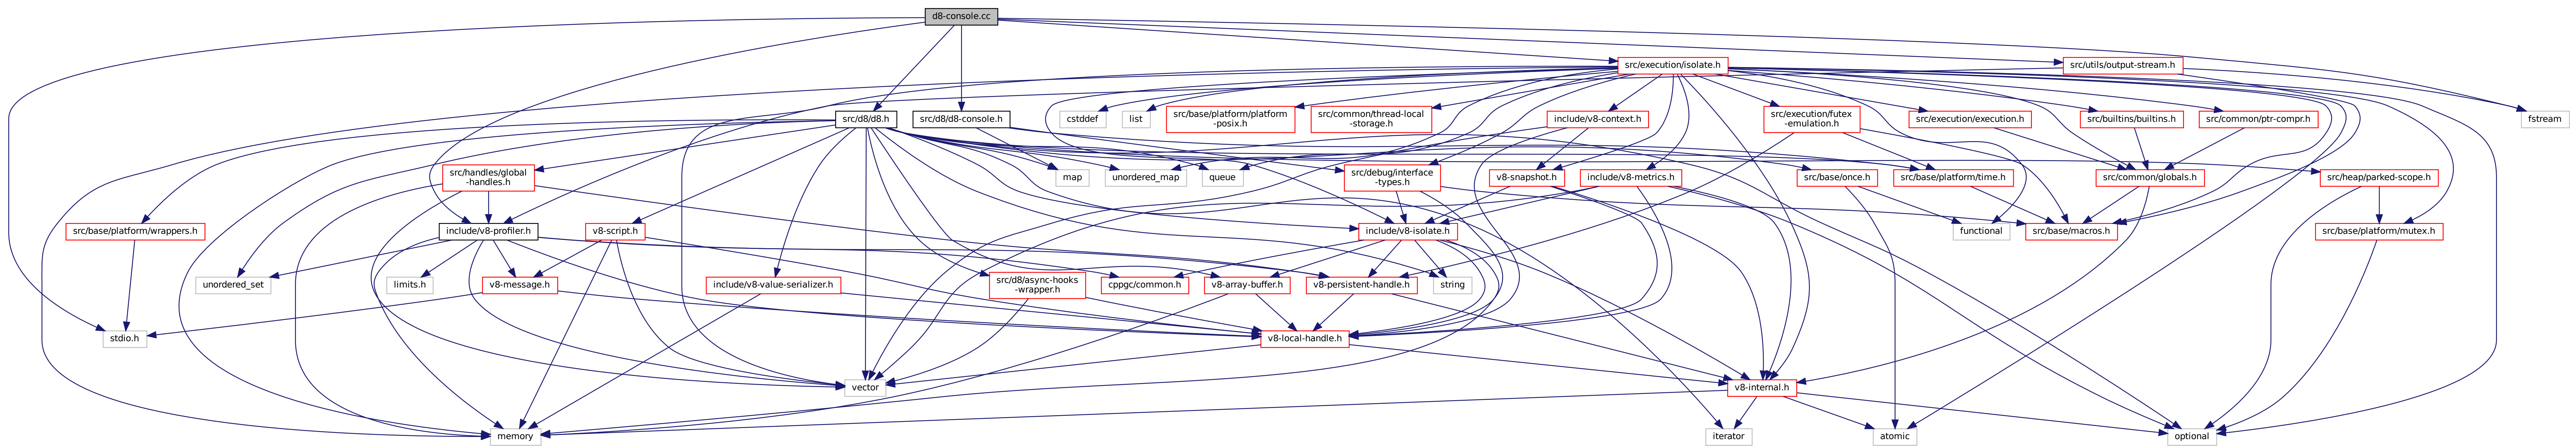 d8-console.cc
src/execution/isolate.h
src/utils/output-stream.h
src/d8/d8.h
src/d8/d8-console.h
cstddef
list
src/base/platform/platform
-posix.h
src/common/thread-local
-storage.h
include/v8-context.h
src/execution/futex
-emulation.h
src/execution/execution.h
src/builtins/builtins.h
src/common/ptr-compr.h
fstream
src/handles/global
-handles.h
map
unordered_map
queue
src/debug/interface
-types.h
v8-snapshot.h
include/v8-metrics.h
src/base/once.h
src/base/platform/time.h
src/common/globals.h
src/heap/parked-scope.h
src/base/platform/wrappers.h
include/v8-profiler.h
v8-script.h
include/v8-isolate.h
functional
src/base/macros.h
src/base/platform/mutex.h
unordered_set
limits.h
v8-message.h
include/v8-value-serializer.h
src/d8/async-hooks
-wrapper.h
cppgc/common.h
v8-array-buffer.h
v8-persistent-handle.h
string
stdio.h
v8-local-handle.h
vector
v8-internal.h
memory
iterator
atomic
optional